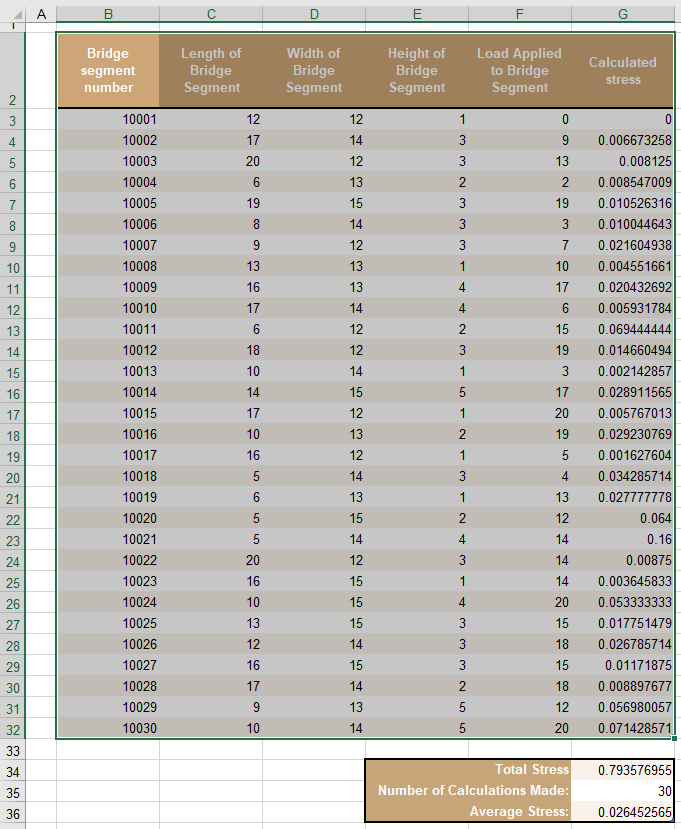 A B C D E F G
1
2 Bridge segment number Length of Bridge Segment Width of Bridge Segment Height of Bridge Segment Load Applied to Bridge Segment Calculated stress
3 10001 12 12 1 0 0
4 10002 17 14 3 9 0.006673258
5 10003 20 12 3 13 0.008125
6 10004 6 13 2 2 0.008547009
7 10005 19 15 3 19 0.010526316
8 10006 8 14 3 3 0.010044643
9 10007 9 12 3 7 0.021604938
10 10008 13 13 1 10 0.004551661
11 10009 16 13 4 17 0.020432692
12 10010 17 14 4 6 0.005931784
13 10011 6 12 2 15 0.069444444
14 10012 18 12 3 19 0.014660494
15 10013 10 14 1 3 0.002142857
16 10014 14 15 5 17 0.028911565
17 10015 17 12 1 20 0.005767013
18 10016 10 13 2 19 0.029230769
19 10017 16 12 1 5 0.001627604
20 10018 5 14 3 4 0.034285714
21 10019 6 13 1 13 0.027777778
22 10020 5 15 2 12 0.064
23 10021 5 14 4 14 0.16
24 10022 20 12 3 14 0.00875
25 10023 16 15 1 14 0.003645833
26 10024 10 15 4 20 0.053333333
27 10025 13 15 3 15 0.017751479
28 10026 12 14 3 18 0.026785714
29 10027 16 15 3 15 0.01171875
30 10028 17 14 2 18 0.008897677
31 10029 9 13 5 12 0.056980057
32 10030 10 14 5 20 0.071428571
33
34 Total Stress 0.793576955
35 Number of Calculations Made: 30
36 Average Stress: 0.026452565